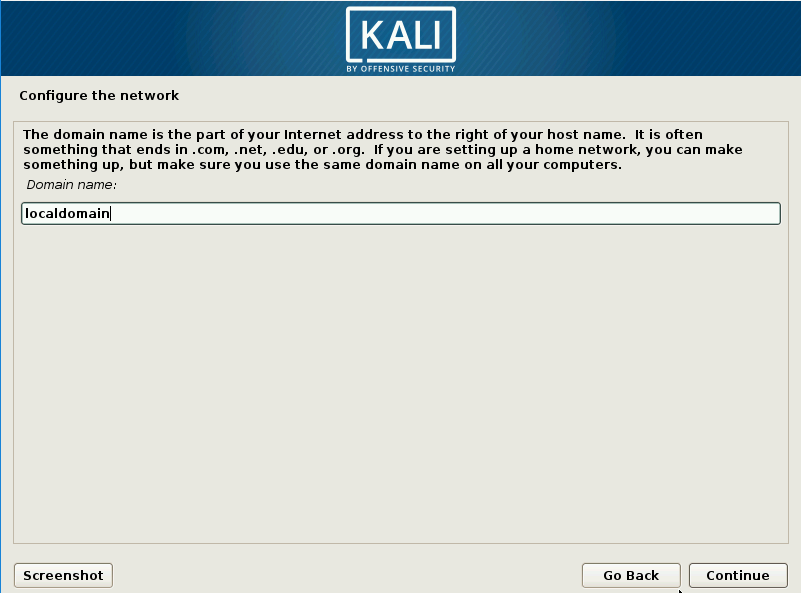 KALI
BY OFFENSIVE SECURITY
Configure the network
The domain name is the part of your Internet address to the right of your host name.  It is often
something that ends in .com, .net, .edu, or .org.  If you are setting up a home network, you can make
something up, but make sure you use the same domain name on all your computers.
Domain name:
localdomain
Screenshot
Go Back
Continue